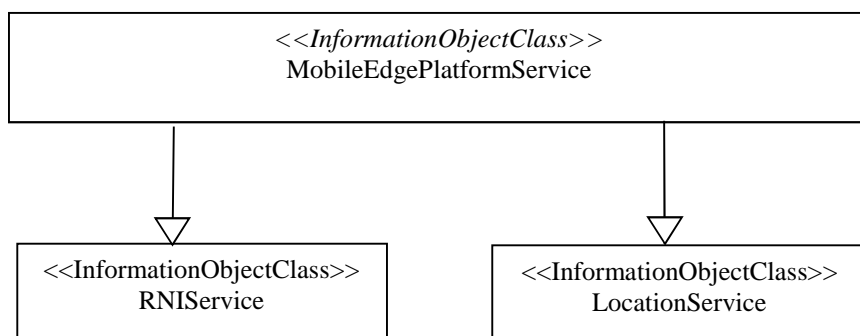 <<InformationObjectClass>>
MobileEdgePlatformService
<<InformationObjectClass>>
RNIService
<<InformationObjectClass>>
LocationService